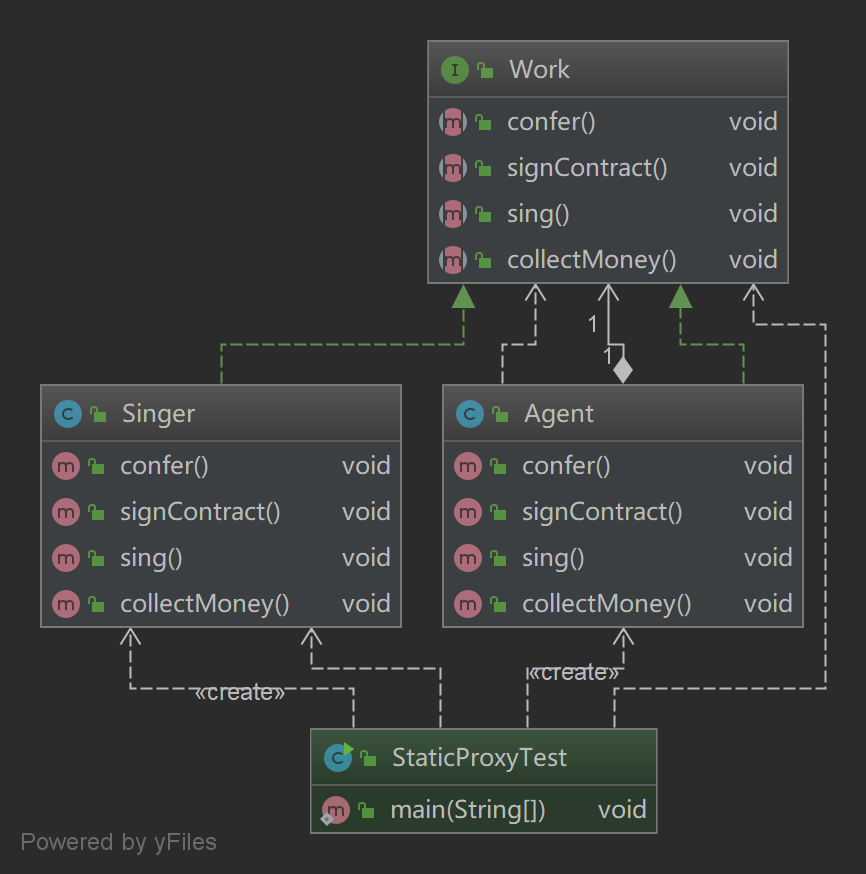 I Work
m confer() void
m signContract() void
m sing() void
m collectMoney() void
1
1
C Singer
m confer() void
m signContract() void
m sing() void
m collectMoney() void
C Agent
m confer() void
m signContract() void
m sing() void
m collectMoney() void
«create»
«create»
C StaticProxyTest
m main(String[]) void
Powered by yFiles